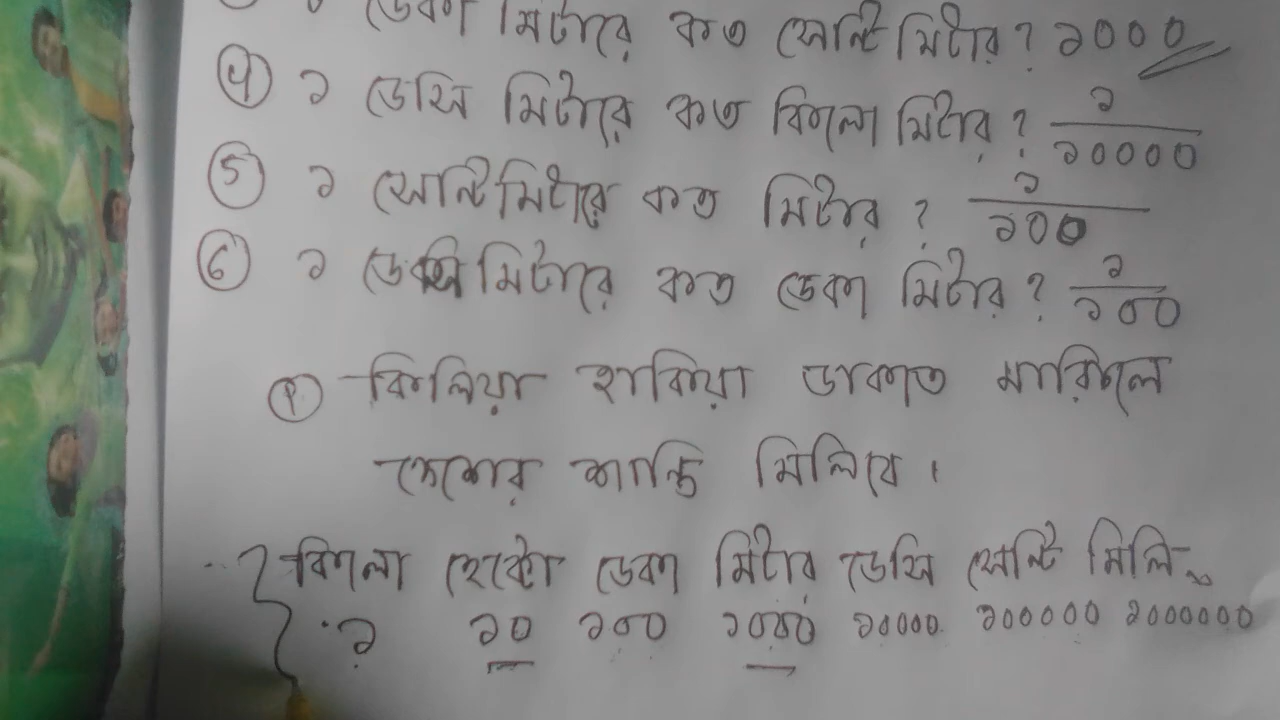 ডেকা মিটারে কত সেন্টি মিটার? ১০০০
(4) ১ ডেসি মিটারে কত কিলো মিটার? ১/১০০০০
(5) ১ সেন্টিমিটারে কত মিটার? ১/১০০
(6) ১ ডেসি মিটারে কত ডেকা মিটার? ১/১০০
(৭) কিলিয়া হাকিয়া ডাকাত মারিলে
দেশের শান্তি মিলিবে।
কিলো হেক্টো ডেকা মিটার ডেসি সেন্টি মিলি
১ ১০ ১০০ ১০০০ ১০০০০ ১০০০০০ ১০০০০০০